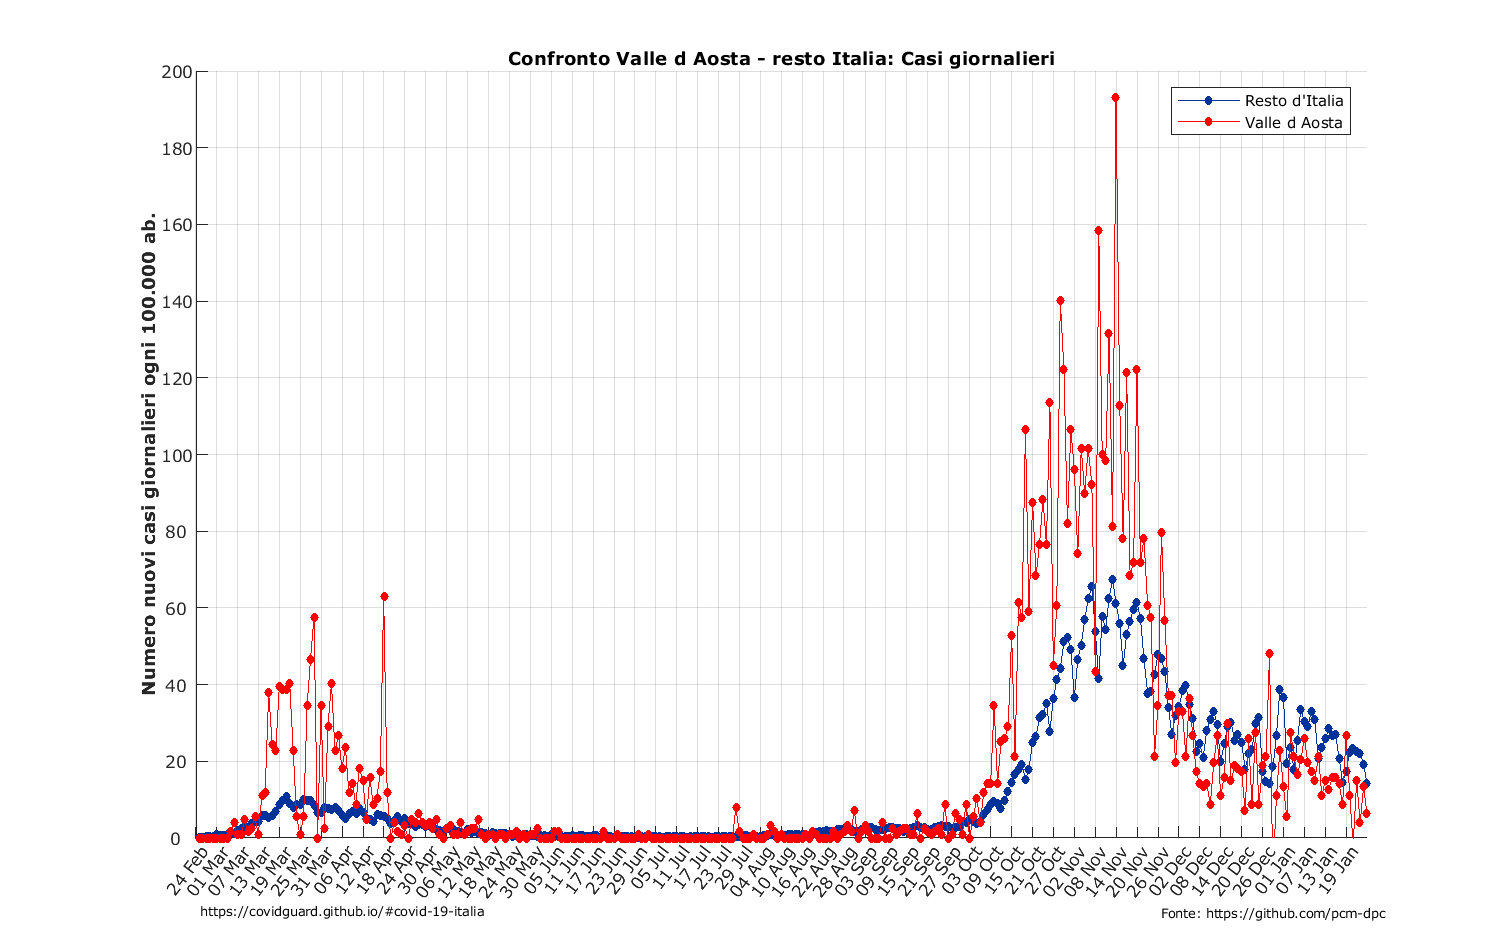 Confronto Valle d Aosta - resto Italia: Casi giornalieri
Numero nuovi casi giornalieri ogni 100.000 ab.
200
180
160
140
120
100
80
60
40
20
0
Resto d'Italia
Valle d Aosta
24 Feb
01 Mar
07 Mar
13 Mar
19 Mar
25 Mar
31 Mar
06 Apr
12 Apr
18 Apr
24 Apr
30 Apr
06 May
12 May
18 May
24 May
30 May
05 Jun
11 Jun
17 Jun
23 Jun
29 Jun
05 Jul
11 Jul
17 Jul
23 Jul
29 Jul
04 Aug
10 Aug
16 Aug
22 Aug
28 Aug
03 Sep
09 Sep
15 Sep
21 Sep
27 Sep
03 Oct
09 Oct
15 Oct
21 Oct
27 Oct
02 Nov
08 Nov
14 Nov
20 Nov
26 Nov
02 Dec
08 Dec
14 Dec
20 Dec
26 Dec
01 Jan
07 Jan
13 Jan
19 Jan
https://covidguard.github.io/#covid-19-italia
Fonte: https://github.com/pcm-dpc